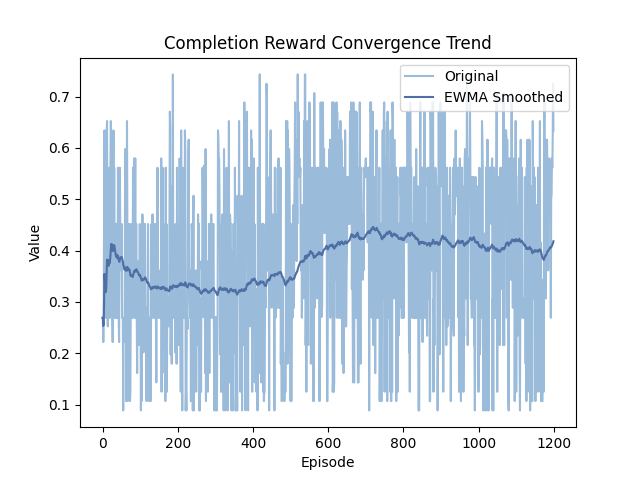 Completion Reward Convergence Trend
Original
EWMA Smoothed
Value
0.7
0.6
0.5
0.4
0.3
0.2
0.1
0 200 400 600 800 1000 1200
Episode